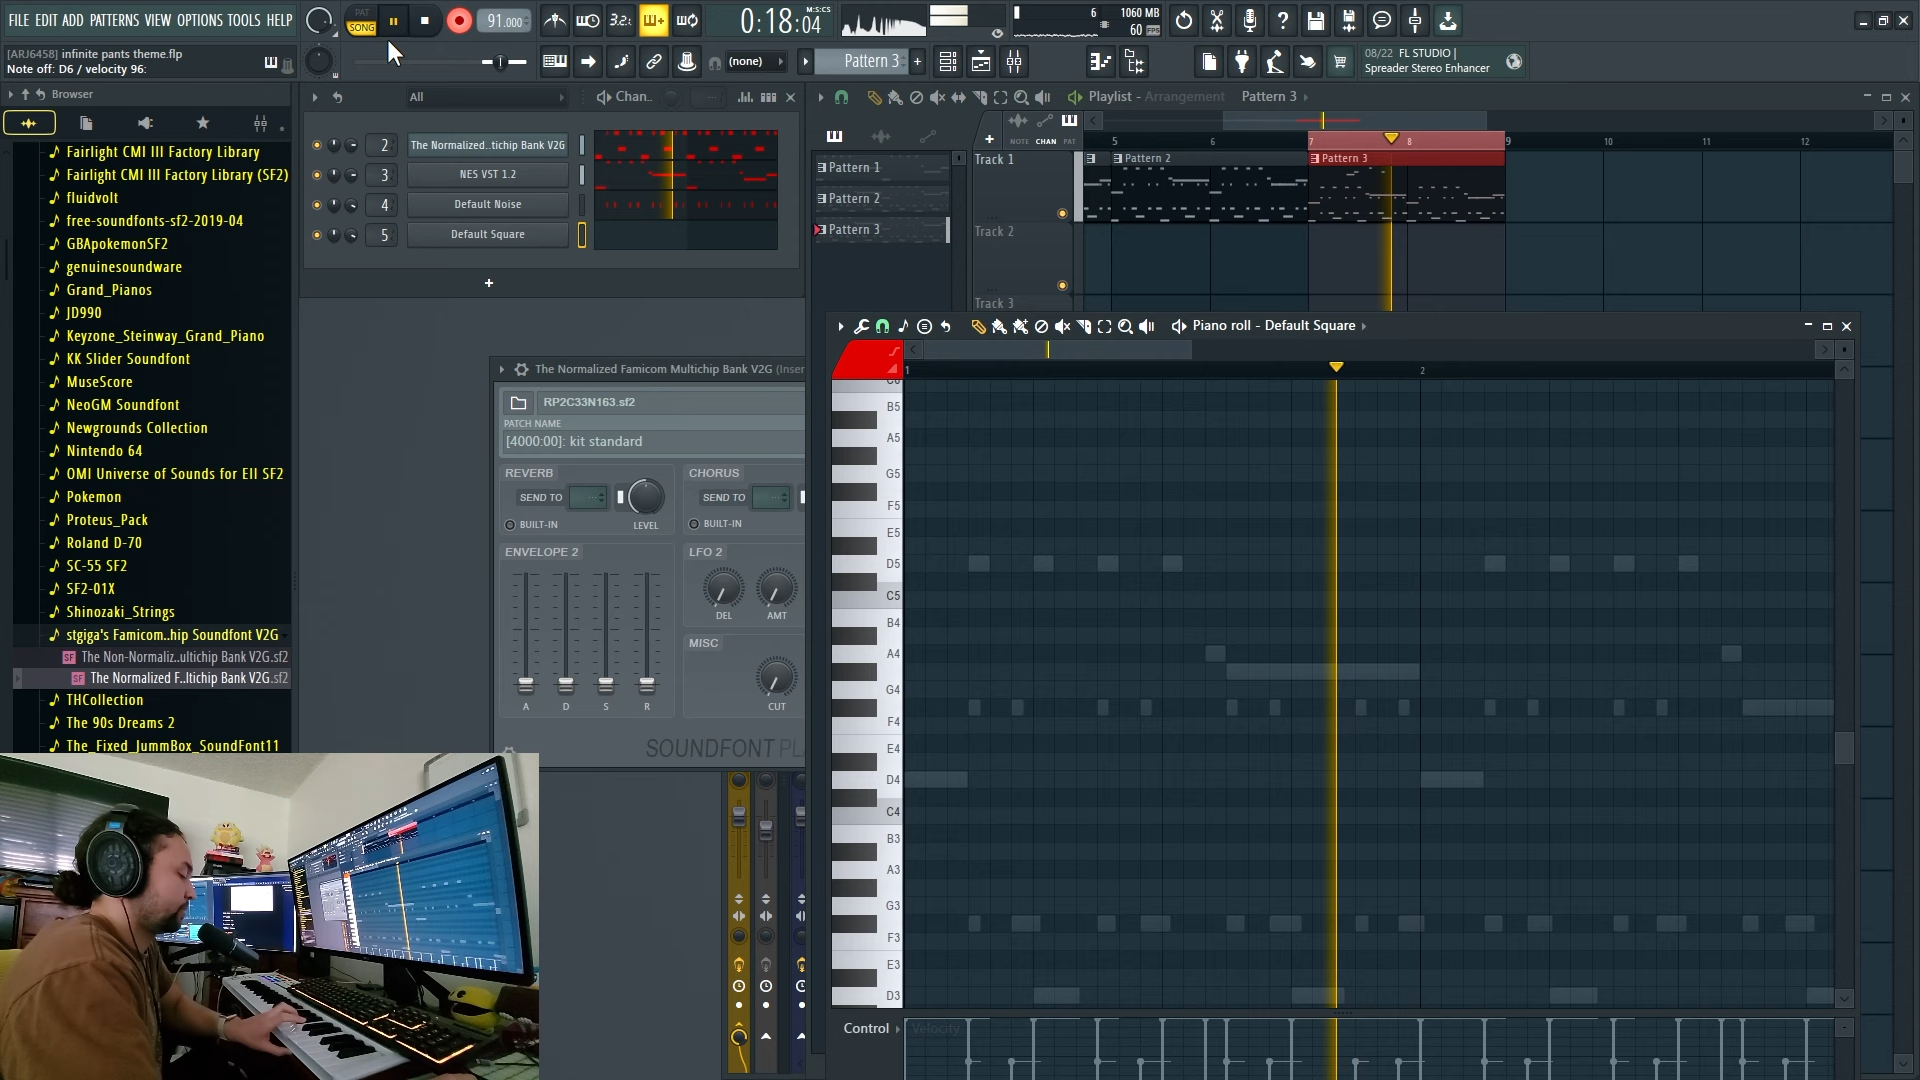 FILE EDIT PATTERNS VIEW OPTIONS TOOLS HELP
PAT
SONG
91.000
3.2.
0:18:04
M:S:CS
6
1060 MB
60 FPS
[ARJ6458] infinite pants theme.flp
Note off: D6 / velocity 96:
(none)
Pattern 3
+
08/22 FL STUDIO |
Spreader Stereo Enhancer
Browser
Fairlight CMI III Factory Library
Fairlight CMI III Factory Library (SF2)
fluidvolt
free-soundfonts-sf2-2019-04
GBApokemonSF2
genuinesoundware
Grand_Pianos
JD990
Keyzone_Steinway_Grand_Piano
KK Slider Soundfont
MuseScore
NeoGM Soundfont
Newgrounds Collection
Nintendo 64
OMI Universe of Sounds for EII SF2
Pokemon
Proteus_Pack
Roland D-70
SC-55 SF2
SF2-01X
Shinozaki_Strings
stgiga's Famicom..hip Soundfont V2G
SF The Non-Normaliz..ultichip Bank V2G.sf2
SF The Normalized F..ltichip Bank V2G.sf2
THCollection
The 90s Dreams 2
The_Fixed_JummBox_SoundFont11
All
Chan..
2 The Normalized..tichip Bank V2G
3 NES VST 1.2
4 Default Noise
5 Default Square
+
The Normalized Famicom Multichip Bank V2G (Inser
RP2C33N163.sf2
PATCH NAME
[4000:00]: kit standard
REVERB
SEND TO
BUILT-IN
LEVEL
CHORUS
SEND TO
BUILT-IN
ENVELOPE 2
A D S R
LFO 2
DEL AMT
MISC
CUT
SOUNDFONT PL
Playlist - Arrangement Pattern 3
NOTE CHAN PAT
5 6 7 8 9 10 11 12
Pattern 1
Pattern 2
Pattern 3
Track 1
Pattern 2
Pattern 3
Track 2
Track 3
Piano roll - Default Square
1 2
C6
B5
A5
G5
F5
E5
D5
C5
B4
A4
G4
F4
E4
D4
C4
B3
A3
G3
F3
E3
D3
Control Velocity